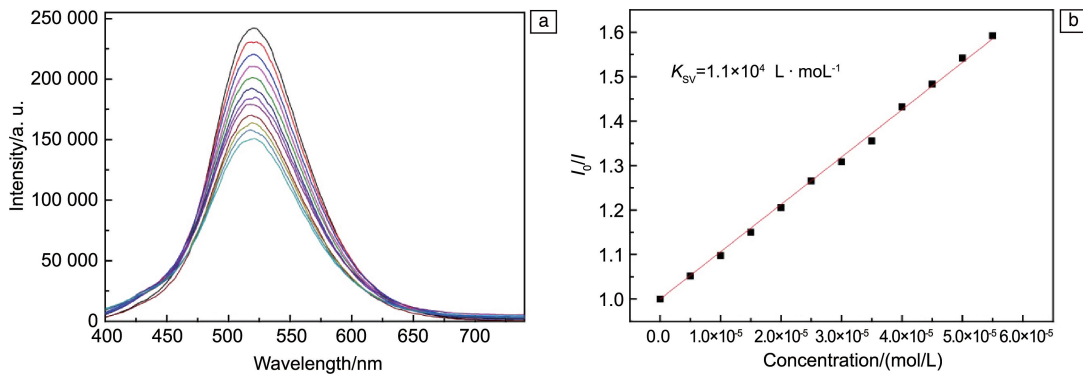 a
250 000
200 000
150 000
100 000
50 000
0
Intensity/a. u.
400 450 500 550 600 650 700
Wavelength/nm
b
K_SV=1.1×10⁴ L · moL⁻¹
1.6
1.5
1.4
1.3
1.2
1.1
1.0
I₀/I
0.0 1.0×10⁻⁵ 2.0×10⁻⁵ 3.0×10⁻⁵ 4.0×10⁻⁵ 5.0×10⁻⁵ 6.0×10⁻⁵
Concentration/(mol/L)